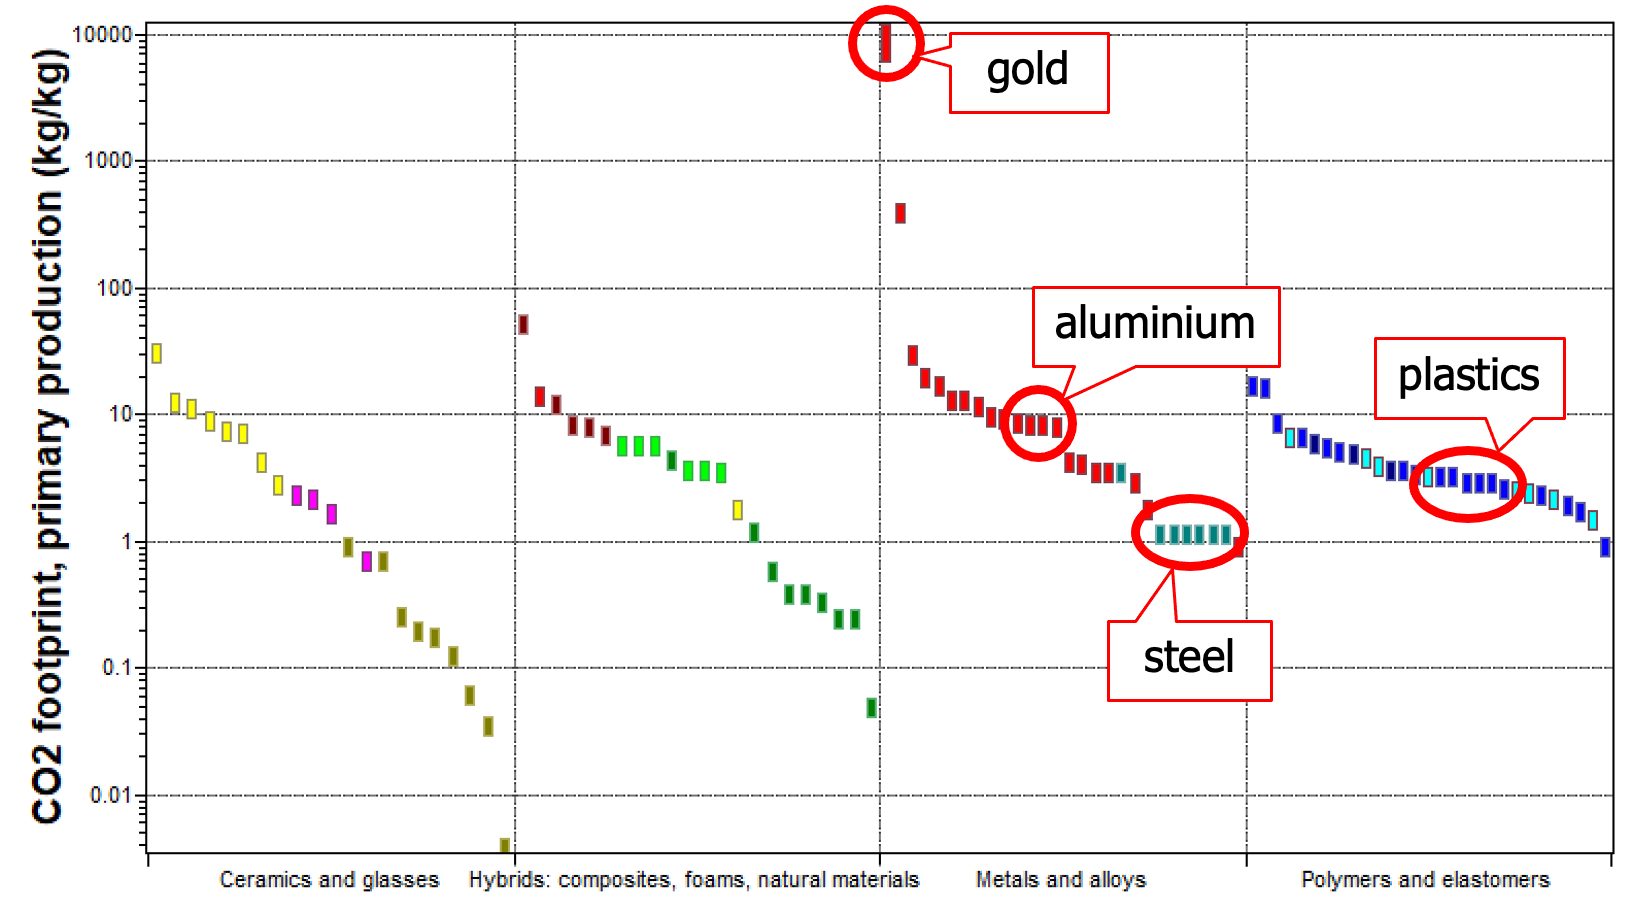 CO2 footprint, primary production (kg/kg)
10000
1000
100
10
1
0.1
0.01
gold
aluminium
plastics
steel
Ceramics and glasses
Hybrids: composites, foams, natural materials
Metals and alloys
Polymers and elastomers